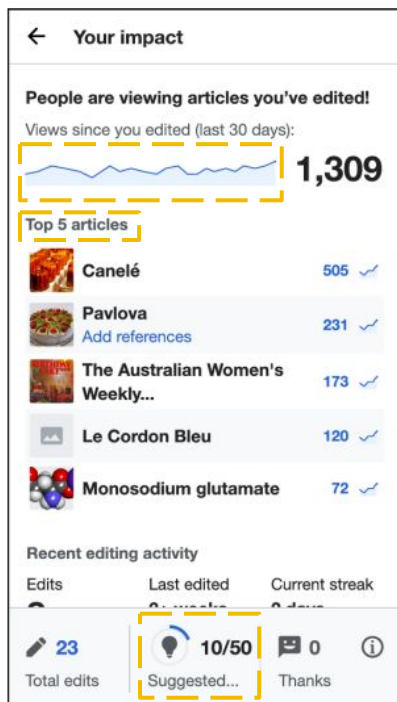 Your impact
People are viewing articles you've edited!
Views since you edited (last 30 days):
1,309
Top 5 articles
Canelé
505
Pavlova
Add references
231
The Australian Women's
Weekly...
173
Le Cordon Bleu
120
Monosodium glutamate
72
Recent editing activity
Edits Last edited Current streak
23
Total edits
10/50
Suggested...
0
Thanks